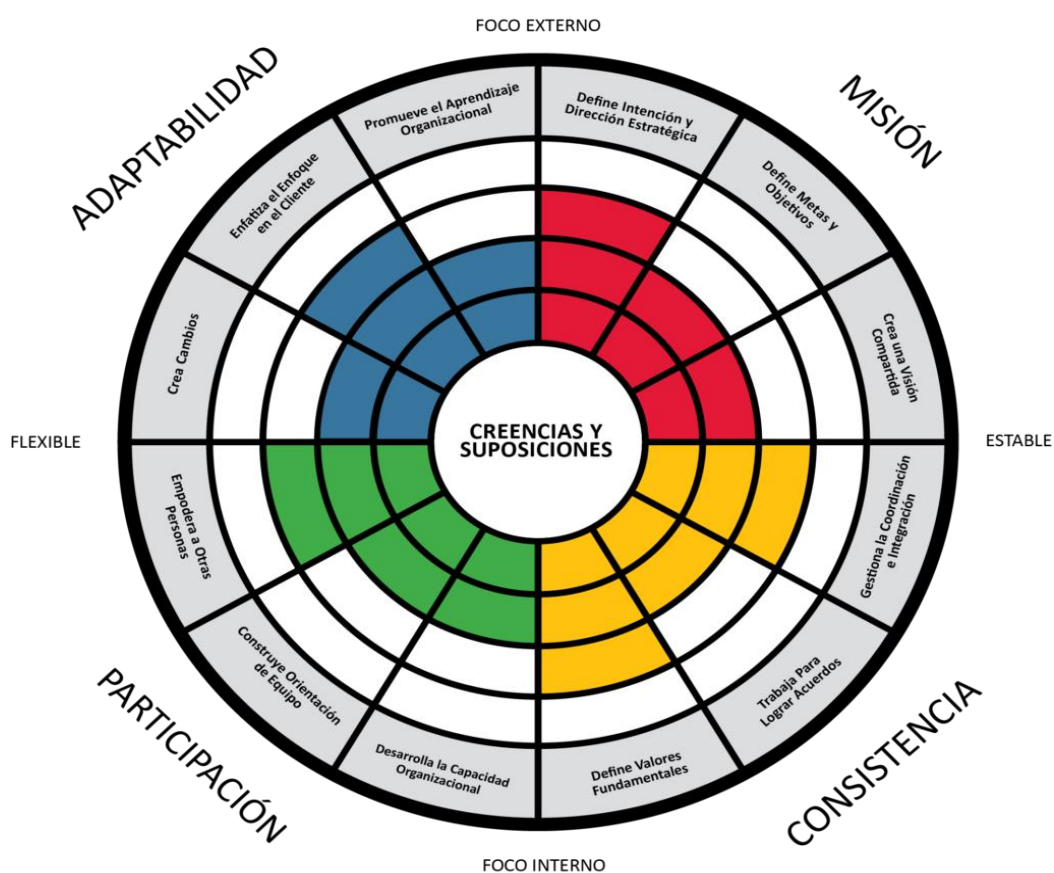 FOCO EXTERNO
ADAPTABILIDAD
MISIÓN
Promueve el Aprendizaje
Organizacional
Define Intención y
Dirección Estratégica
Enfatiza el Enfoque
en el Cliente
Define Metas y
Objetivos
Crea Cambios
Crea una Visión
Compartida
FLEXIBLE
CREENCIAS Y
SUPOSICIONES
ESTABLE
Empodera a Otras
Personas
Gestiona la Coordinación
e Integración
Construye Orientación
de Equipo
Trabaja Para
Lograr Acuerdos
Desarrolla la Capacidad
Organizacional
Define Valores
Fundamentales
PARTICIPACIÓN
CONSISTENCIA
FOCO INTERNO